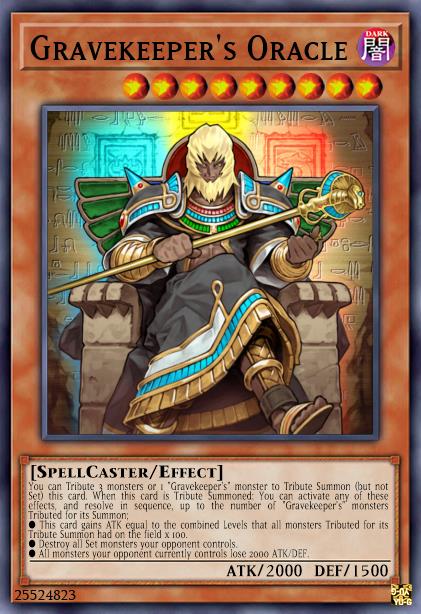 GRAVEKEEPER'S ORACLE
DARK
闇
[SPELLCASTER/EFFECT]
You can Tribute 3 monsters or 1 "Gravekeeper's" monster to Tribute Summon (but not
Set) this card. When this card is Tribute Summoned: You can activate any of these
effects, and resolve in sequence, up to the number of "Gravekeeper's" monsters
Tributed for its Summon;
● This card gains ATK equal to the combined Levels that all monsters Tributed for its
Tribute Summon had on the field x 100.
● Destroy all Set monsters your opponent controls.
● All monsters your opponent currently controls lose 2000 ATK/DEF.
ATK/2000 DEF/1500
25524823